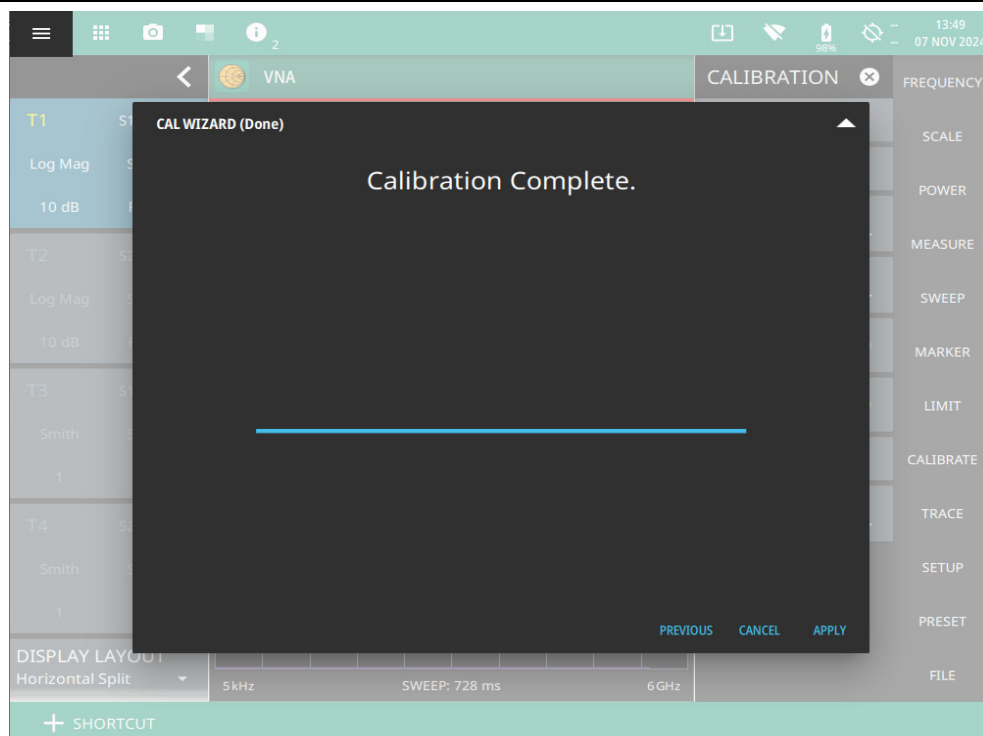 2
98%
13:49
07 NOV 2024
VNA
CALIBRATION
FREQUENCY
T1
CAL WIZARD (Done)
SCALE
Log Mag
Calibration Complete.
POWER
10 dB
MEASURE
T2
Log Mag
SWEEP
10 dB
MARKER
T3
LIMIT
Smith
CALIBRATE
1
TRACE
T4
Smith
SETUP
1
PREVIOUS CANCEL APPLY
PRESET
DISPLAY LAYOUT
Horizontal Split
5 kHz SWEEP: 728 ms 6 GHz
FILE
+ SHORTCUT